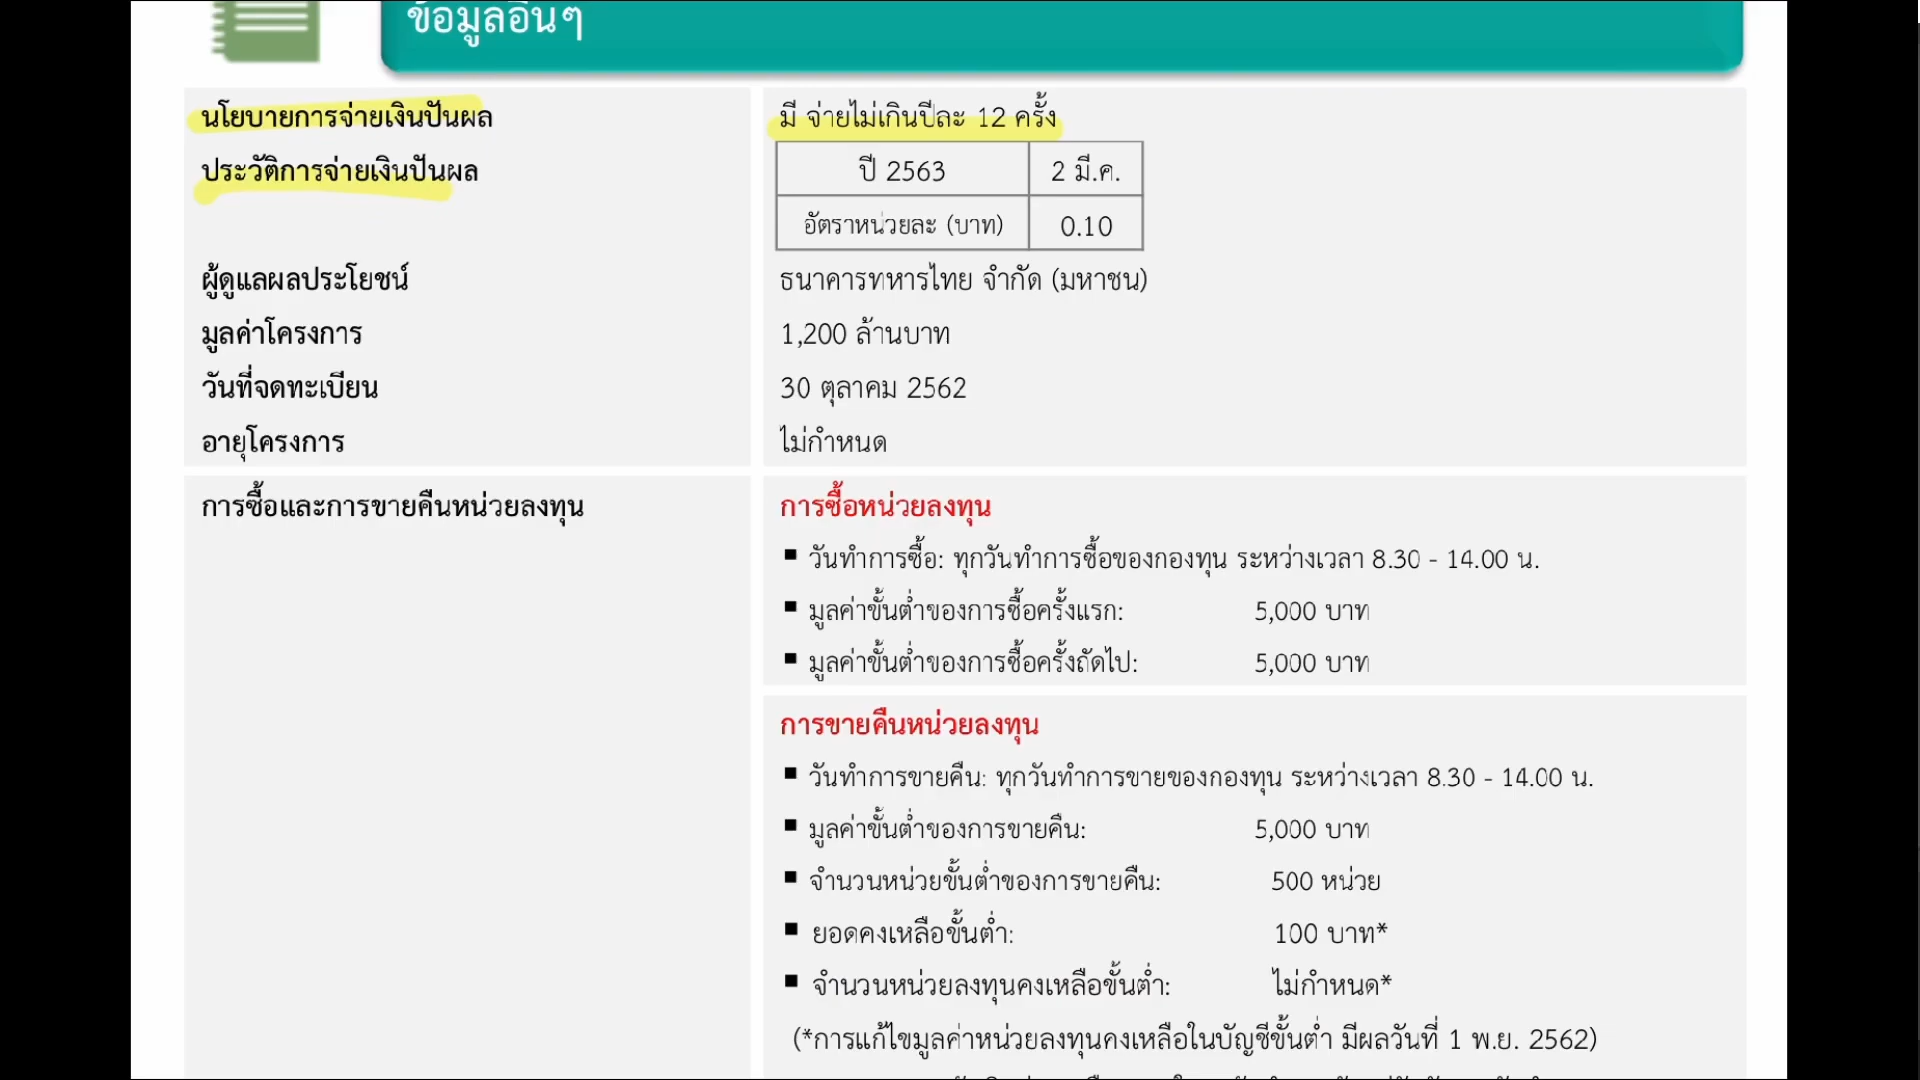 ข้อมูลอื่นๆ
นโยบายการจ่ายเงินปันผล
มี จ่ายไม่เกินปีละ 12 ครั้ง
ประวัติการจ่ายเงินปันผล
ปี 2563 2 มี.ค.
อัตราหน่วยละ (บาท) 0.10
ผู้ดูแลผลประโยชน์
ธนาคารทหารไทย จำกัด (มหาชน)
มูลค่าโครงการ
1,200 ล้านบาท
วันที่จดทะเบียน
30 ตุลาคม 2562
อายุโครงการ
ไม่กำหนด
การซื้อและการขายคืนหน่วยลงทุน
การซื้อหน่วยลงทุน
▪ วันทำการซื้อ: ทุกวันทำการซื้อของกองทุน ระหว่างเวลา 8.30 - 14.00 น.
▪ มูลค่าขั้นต่ำของการซื้อครั้งแรก: 5,000 บาท
▪ มูลค่าขั้นต่ำของการซื้อครั้งถัดไป: 5,000 บาท
การขายคืนหน่วยลงทุน
▪ วันทำการขายคืน: ทุกวันทำการขายของกองทุน ระหว่างเวลา 8.30 - 14.00 น.
▪ มูลค่าขั้นต่ำของการขายคืน: 5,000 บาท
▪ จำนวนหน่วยขั้นต่ำของการขายคืน: 500 หน่วย
▪ ยอดคงเหลือขั้นต่ำ: 100 บาท*
▪ จำนวนหน่วยลงทุนคงเหลือขั้นต่ำ: ไม่กำหนด*
(*การแก้ไขมูลค่าหน่วยลงทุนคงเหลือในบัญชีขั้นต่ำ มีผลวันที่ 1 พ.ย. 2562)